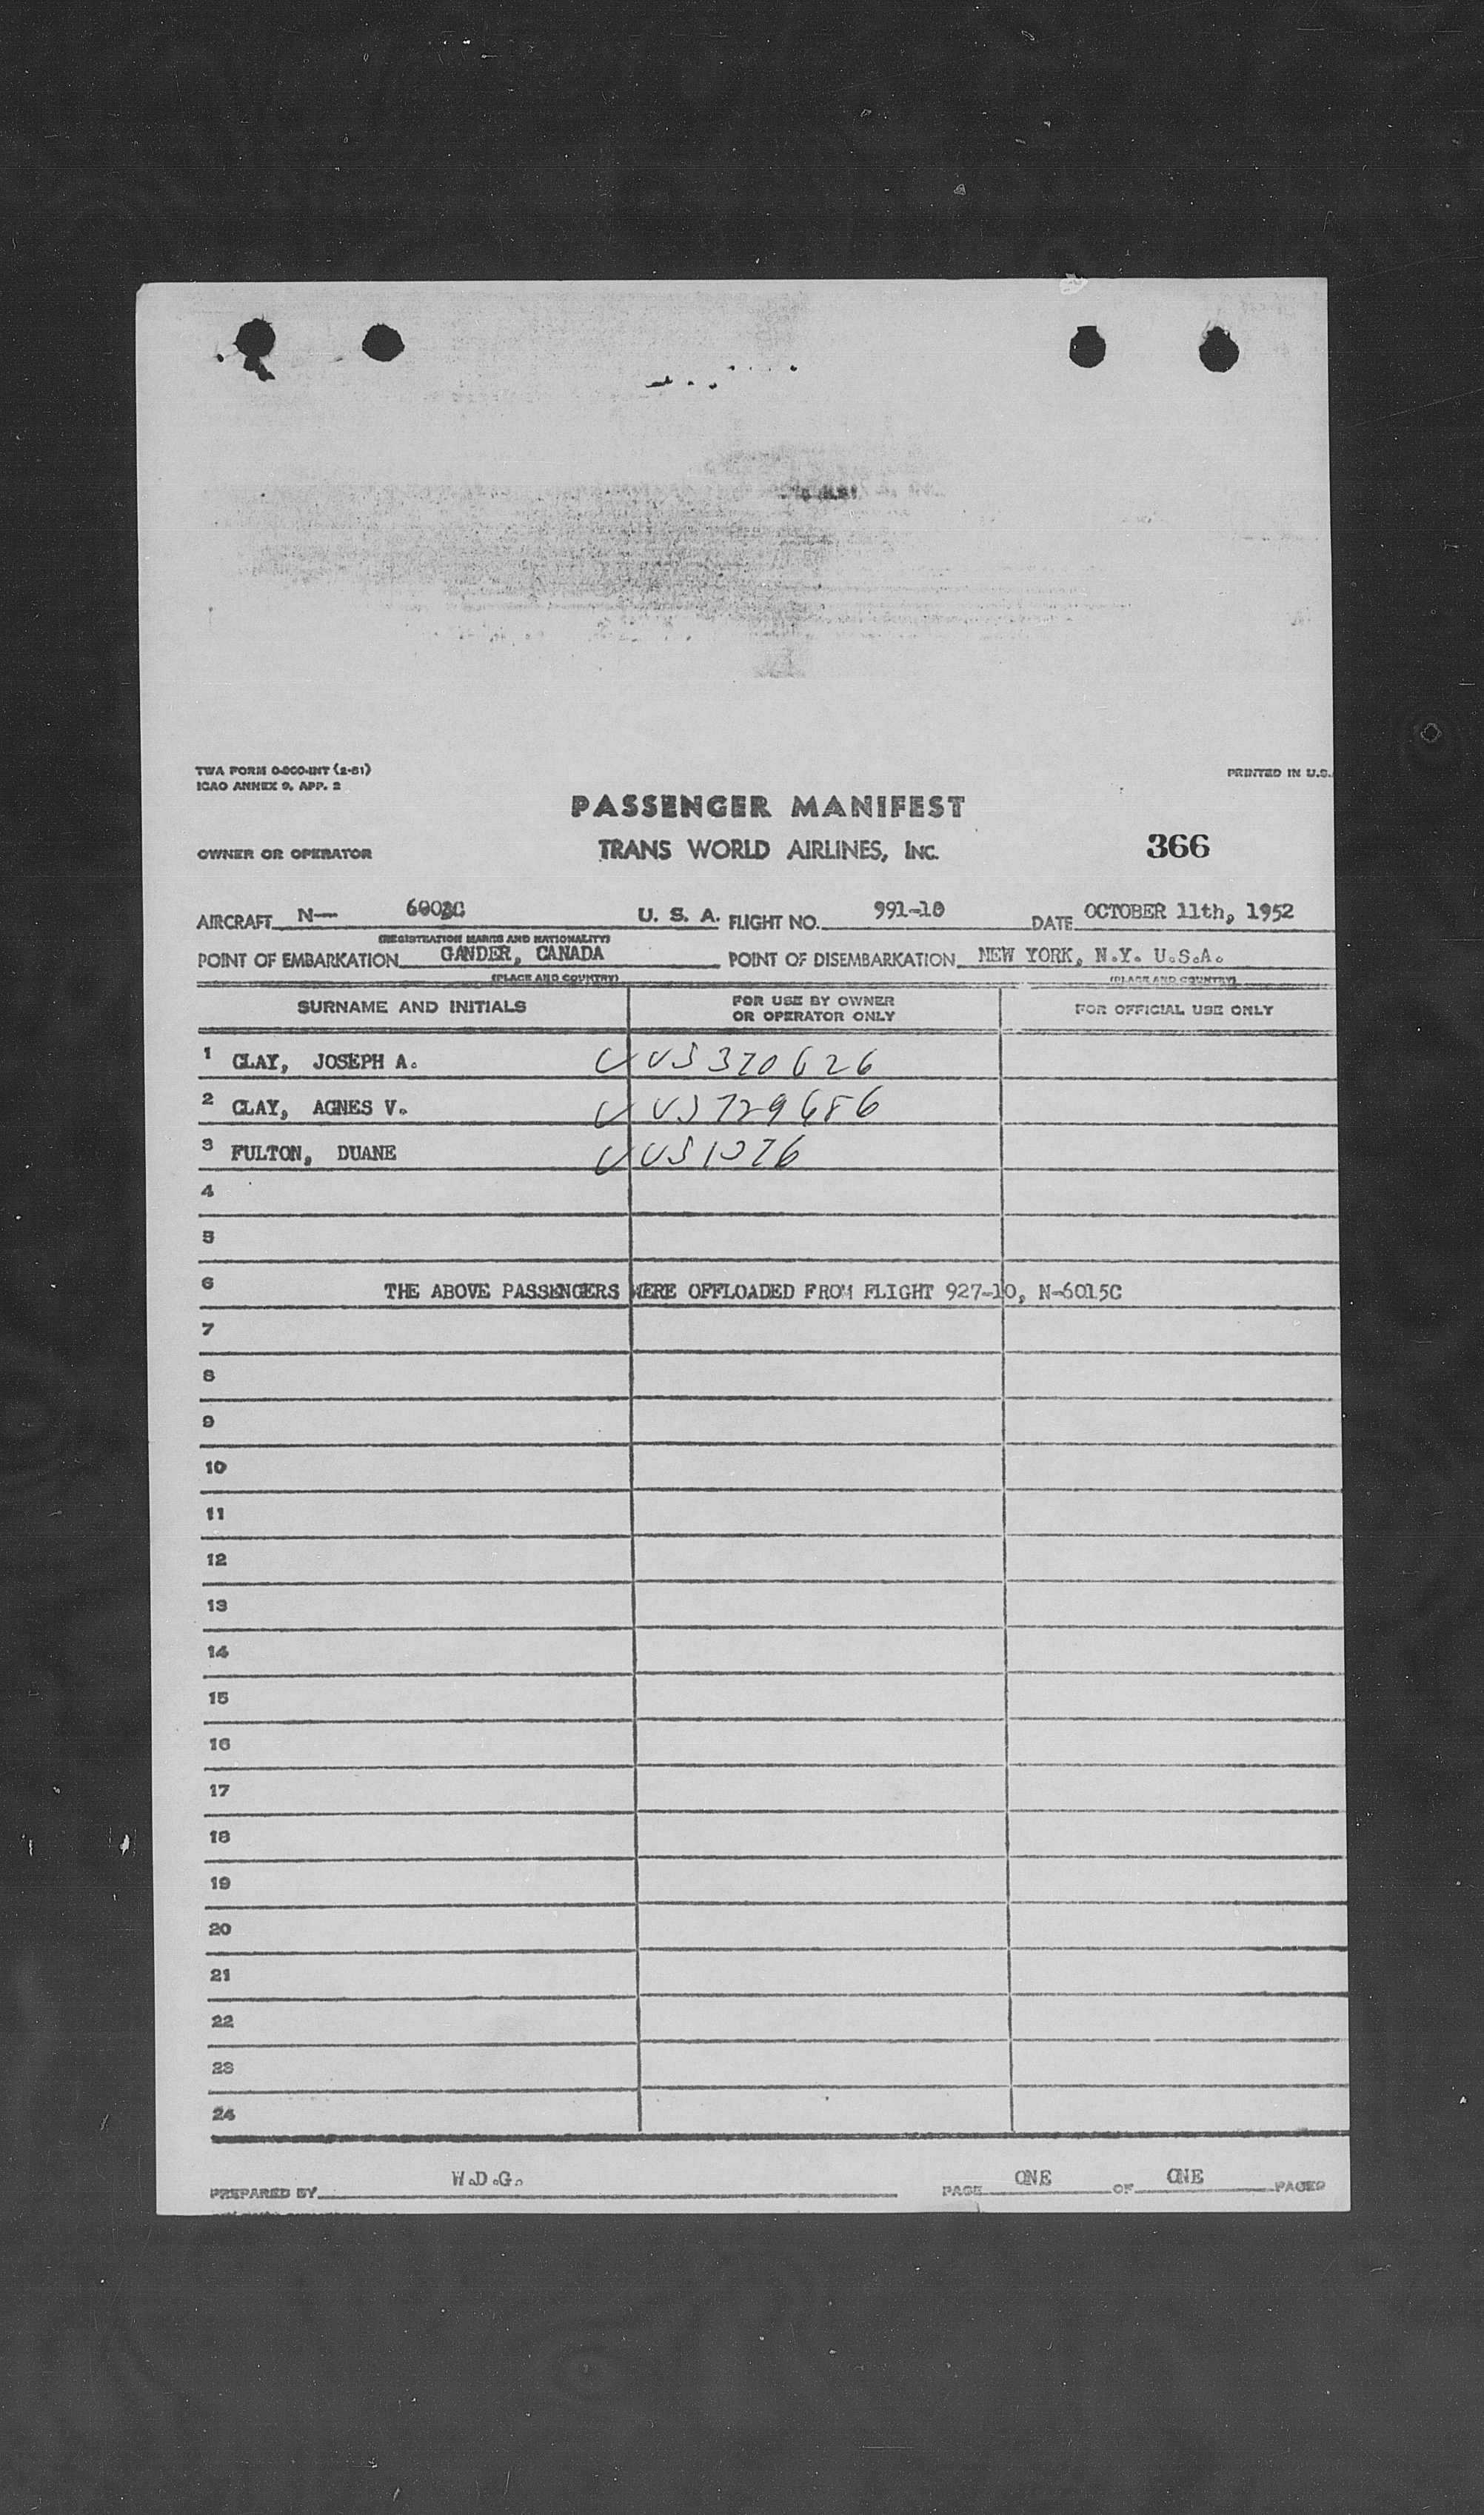 TWA FORM 0-800-INT (2-51)
PRINTED IN U.S.
ICAO ANNEX 9, APP. 2
PASSENGER MANIFEST
OWNER OR OPERATOR TRANS WORLD AIRLINES, INC. 366
AIRCRAFT N— U. S. A. FLIGHT NO. 991-10 DATE OCTOBER 11th, 1952
(REGISTRATION MARKS AND NATIONALITY)
POINT OF EMBARKATION GANDER, CANADA POINT OF DISEMBARKATION NEW YORK, N.Y. U.S.A.
(PLACE AND COUNTRY) (PLACE AND COUNTRY)
SURNAME AND INITIALS FOR USE BY OWNER OR OPERATOR ONLY FOR OFFICIAL USE ONLY
1 CLAY, JOSEPH A. US 370626
2 CLAY, AGNES V. US 729686
3 FULTON, DUANE US
4
5
6 THE ABOVE PASSENGERS WERE OFFLOADED FROM FLIGHT 927-10, N-6015C
7
8
9
10
11
12
13
14
15
16
17
18
19
20
21
22
23
24
PREPARED BY W.D.G. PAGE ONE OF ONE PAGES